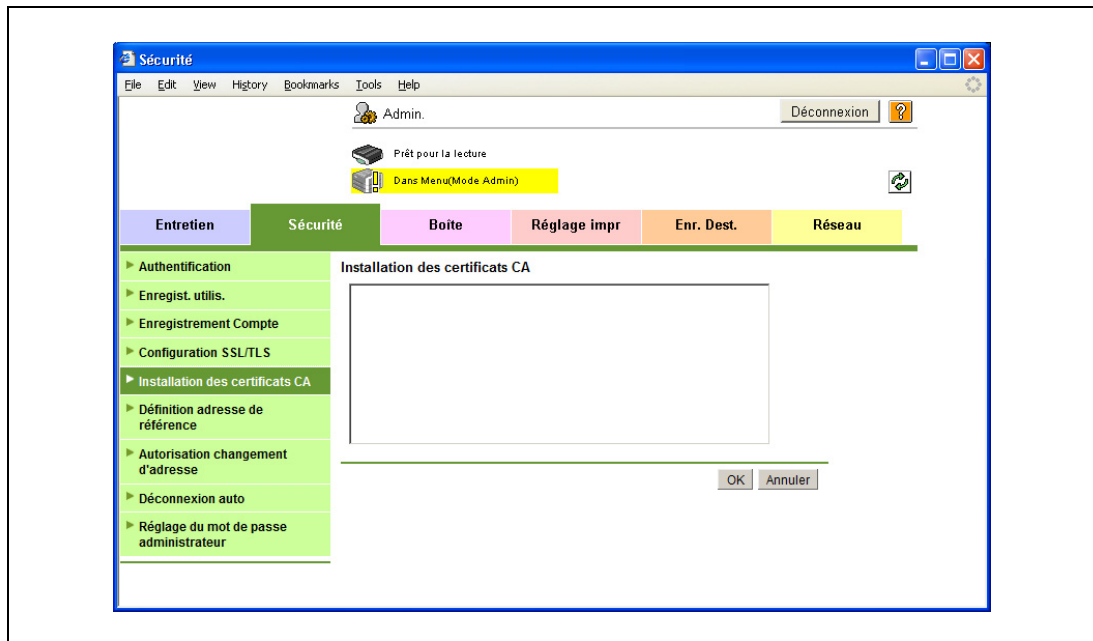 Sécurité
File Edit View History Bookmarks Tools Help
Admin.
Déconnexion
?
Prêt pour la lecture
Dans Menu(Mode Admin)
Entretien Sécurité Boîte Réglage impr Enr. Dest. Réseau
Authentification
Enregist. utilis.
Enregistrement Compte
Configuration SSL/TLS
Installation des certificats CA
Définition adresse de
référence
Autorisation changement
d'adresse
Déconnexion auto
Réglage du mot de passe
administrateur
Installation des certificats CA
OK Annuler